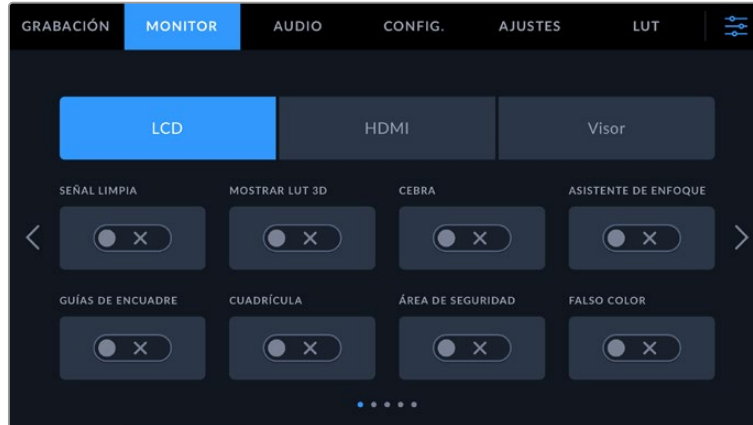 GRABACIÓN MONITOR AUDIO CONFIG. AJUSTES LUT
LCD HDMI Visor
SEÑAL LIMPIA MOSTRAR LUT 3D CEBRA ASISTENTE DE ENFOQUE
GUÍAS DE ENCUADRE CUADRÍCULA ÁREA DE SEGURIDAD FALSO COLOR